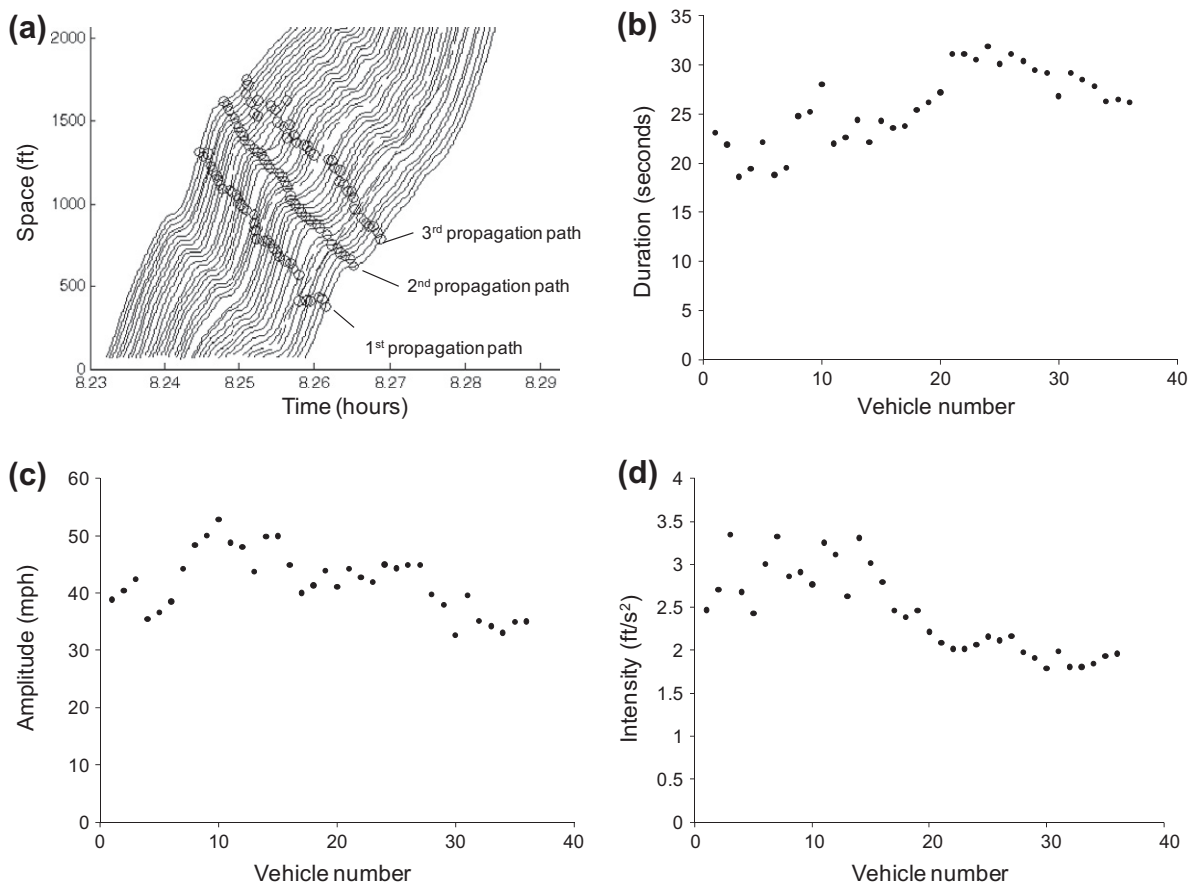 (a)
2000
1500
1000
500
0
8.23 8.24 8.25 8.26 8.27 8.28 8.29
Space (ft)
Time (hours)
3rd propagation path
2nd propagation path
1st propagation path
(b)
35
30
25
20
15
10
5
0
0 10 20 30 40
Duration (seconds)
Vehicle number
(c)
60
50
40
30
20
10
0
0 10 20 30 40
Amplitude (mph)
Vehicle number
(d)
4
3.5
3
2.5
2
1.5
1
0.5
0
0 10 20 30 40
Intensity (ft/s²)
Vehicle number